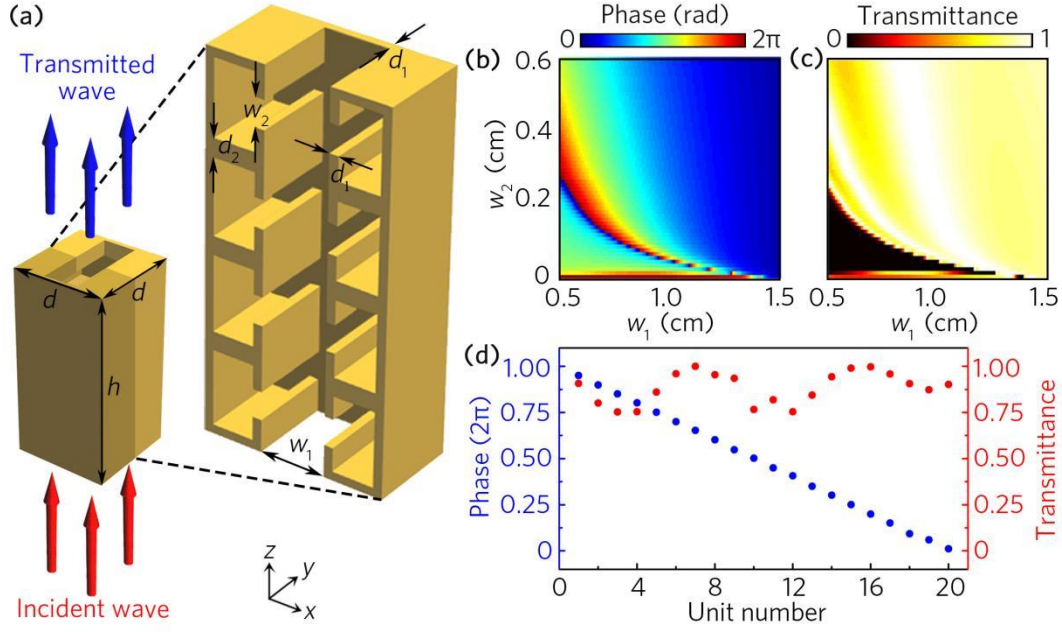 (a)
Transmitted
wave
d
d
h
Incident wave
z
y
x
d₁
w₂
d₂
d₁
w₁
Phase (rad)
0 2π
(b)
w₂ (cm)
0.6
0.4
0.2
0
0.5 1.0 1.5
w₁ (cm)
Transmittance
0 1
(c)
0.5 1.0 1.5
w₁ (cm)
(d)
Phase (2π)
1.00
0.75
0.50
0.25
0
0 4 8 12 16 20
Unit number
1.00
0.75
0.50
0.25
0
Transmittance